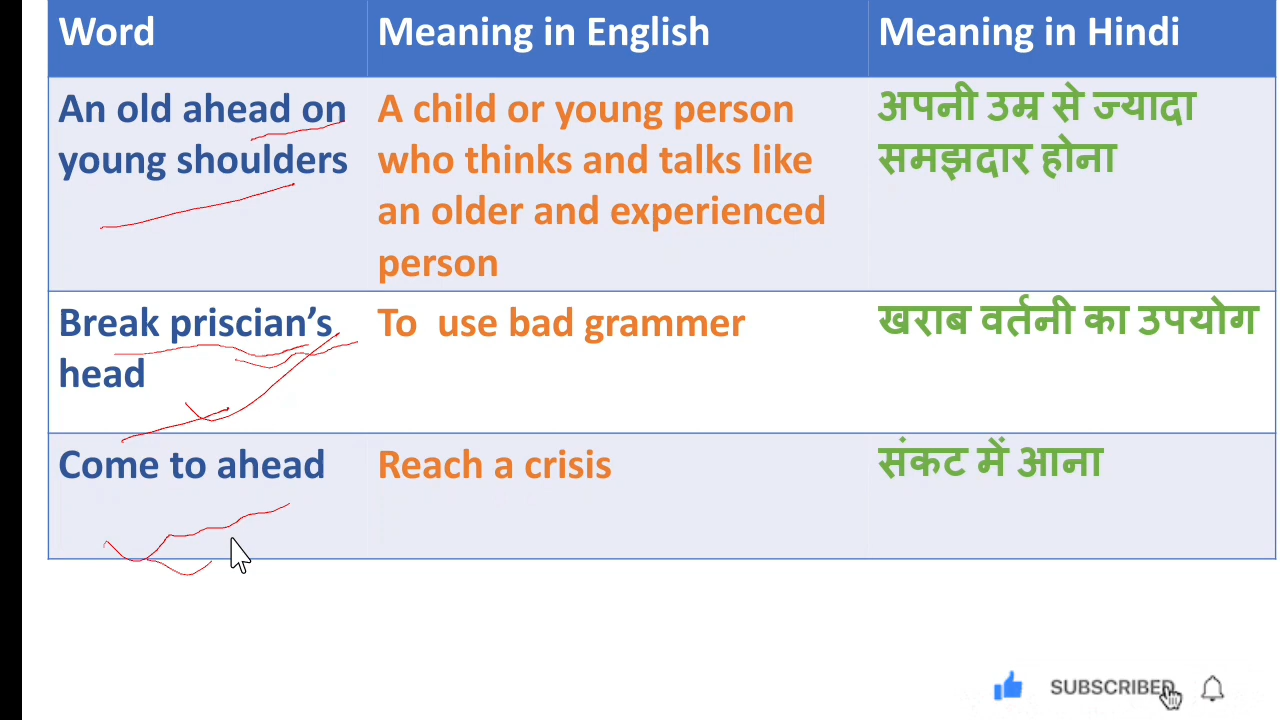 Word Meaning in English Meaning in Hindi
An old ahead on
young shoulders
A child or young person
who thinks and talks like
an older and experienced
person
अपनी उम्र से ज्यादा
समझदार होना
Break priscian’s
head
To use bad grammer
खराब वर्तनी का उपयोग
Come to ahead
Reach a crisis
संकट में आना
SUBSCRIBED